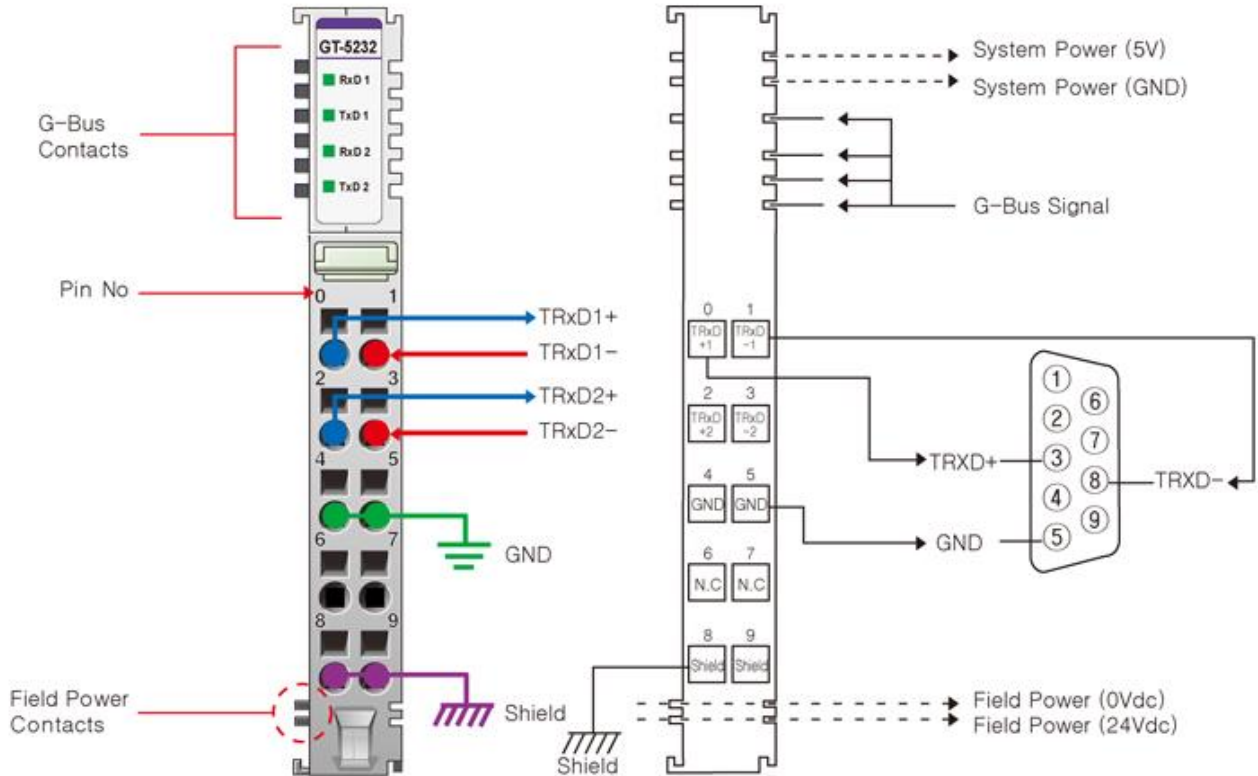 GT-5232
RxD 1
TxD 1
RxD 2
TxD 2
G-Bus
Contacts
Pin No
0 1
TRxD1+
TRxD1-
2 3
TRxD2+
TRxD2-
4 5
6 7
GND
8 9
Field Power
Contacts
Shield
System Power (5V)
System Power (GND)
G-Bus Signal
0 1
TRxD
+1
TRxD
-1
2 3
TRxD
+2
TRxD
-2
4 5
GND GND
6 7
N.C N.C
8 9
Shield Shield
Shield
1
6
2
7
TRXD+
3
8
TRXD-
4
9
GND
5
Field Power (0Vdc)
Field Power (24Vdc)